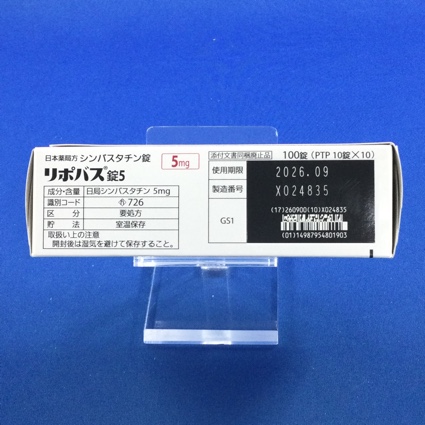 日本薬局方 シンバスタチン錠
リポバス錠5
5mg
成分・含量 日局シンバスタチン 5mg
識別コード 726
区分 要処方
貯法 室温保存
取扱い上の注意
開封後は湿気を避けて保存すること。
添付文書同梱廃止品 100錠 (PTP 10錠×10)
使用期限 2026.09
製造番号 X024835
GS1
(17)260900(10)X024835
(01)14987954801903